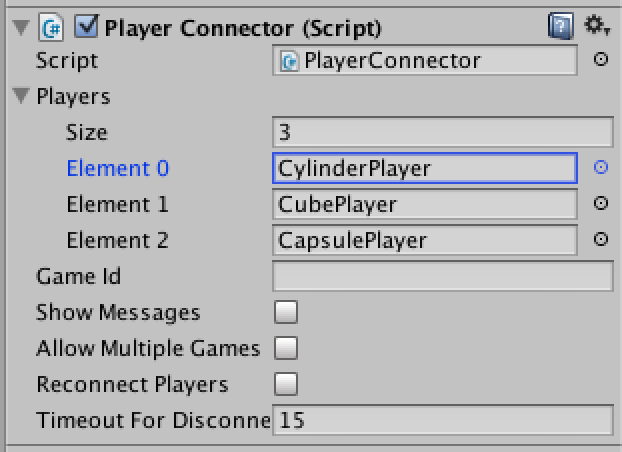 Player Connector (Script)
Script PlayerConnector
Players
Size 3
Element 0 CylinderPlayer
Element 1 CubePlayer
Element 2 CapsulePlayer
Game Id
Show Messages
Allow Multiple Games
Reconnect Players
Timeout For Disconne 15